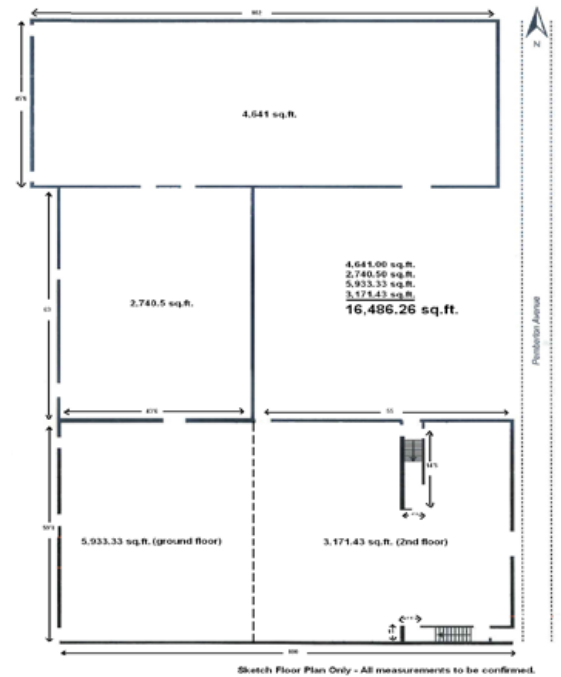 N
4,641 sq.ft.
4,641.00 sq.ft.
2,740.50 sq.ft.
5,933.33 sq.ft.
3,171.43 sq.ft.
16,486.26 sq.ft.
2,740.5 sq.ft.
Pemberton Avenue
55
5,933.33 sq.ft. (ground floor)
3,171.43 sq.ft. (2nd floor)
Sketch Floor Plan Only - All measurements to be confirmed.